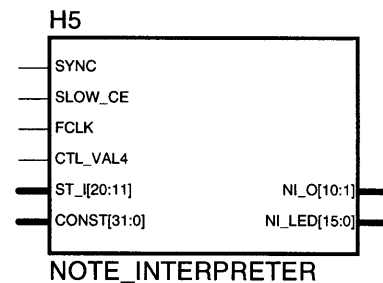 H5
SYNC
SLOW_CE
FCLK
CTL_VAL4
ST_I[20:11] NI_O[10:1]
CONST[31:0] NI_LED[15:0]
NOTE_INTERPRETER